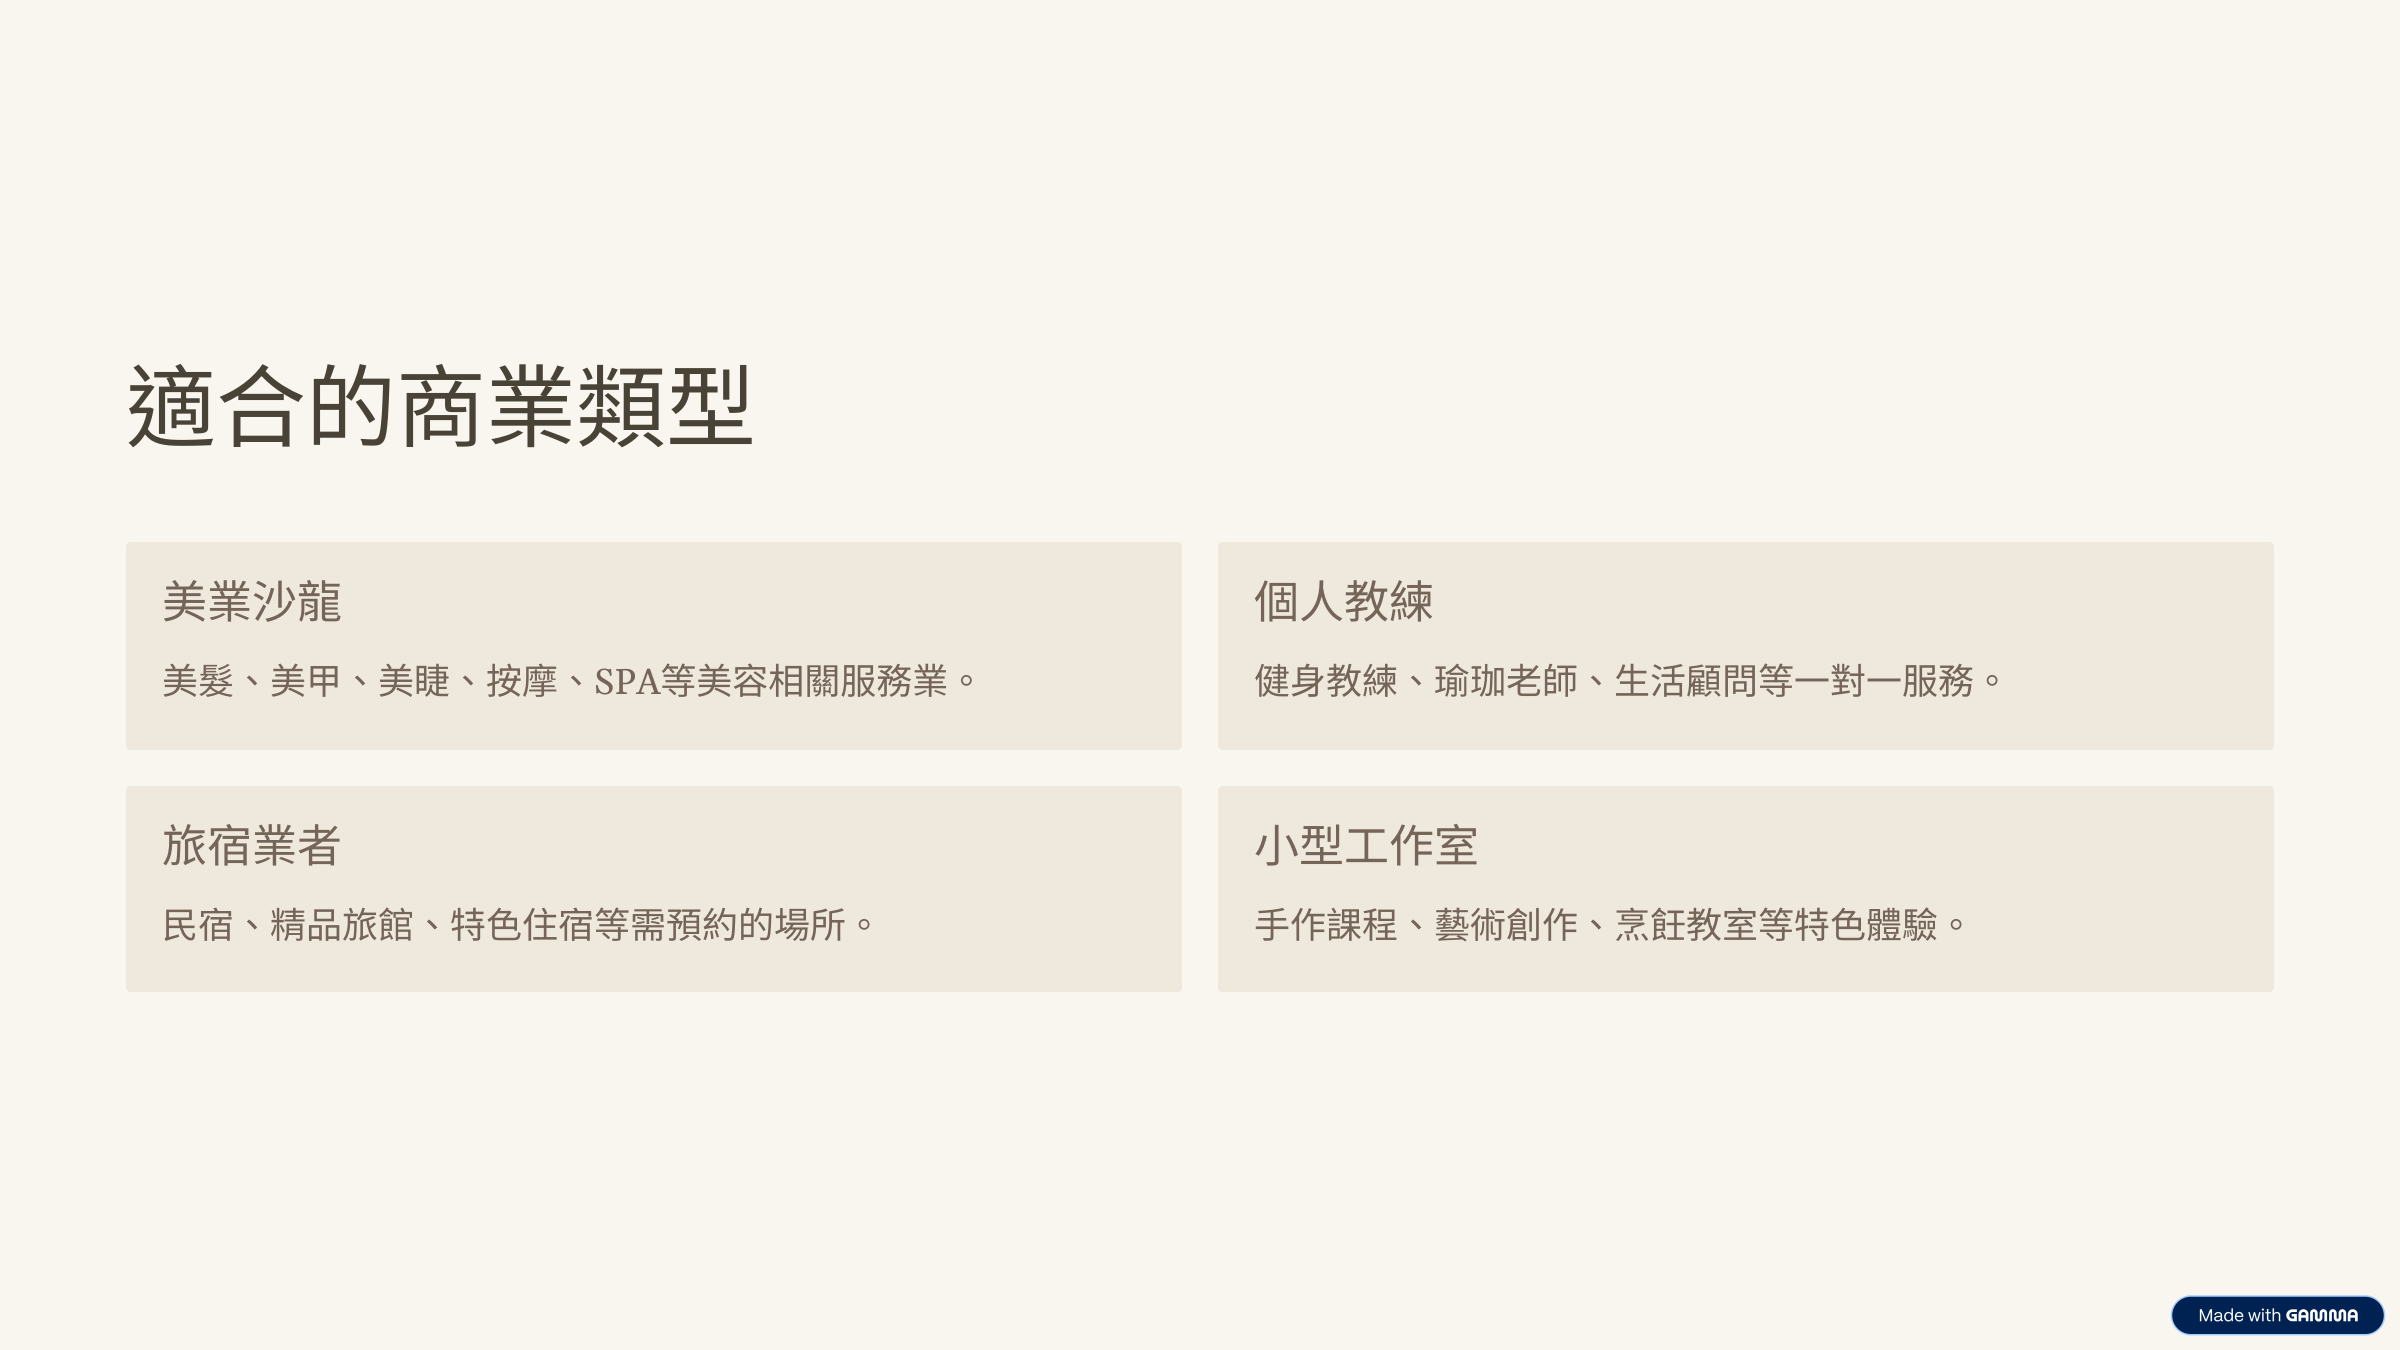 適合的商業類型
美業沙龍
美髮、美甲、美睫、按摩、SPA等美容相關服務業。
個人教練
健身教練、瑜珈老師、生活顧問等一對一服務。
旅宿業者
民宿、精品旅館、特色住宿等需預約的場所。
小型工作室
手作課程、藝術創作、烹飪教室等特色體驗。
Made with GAMMA